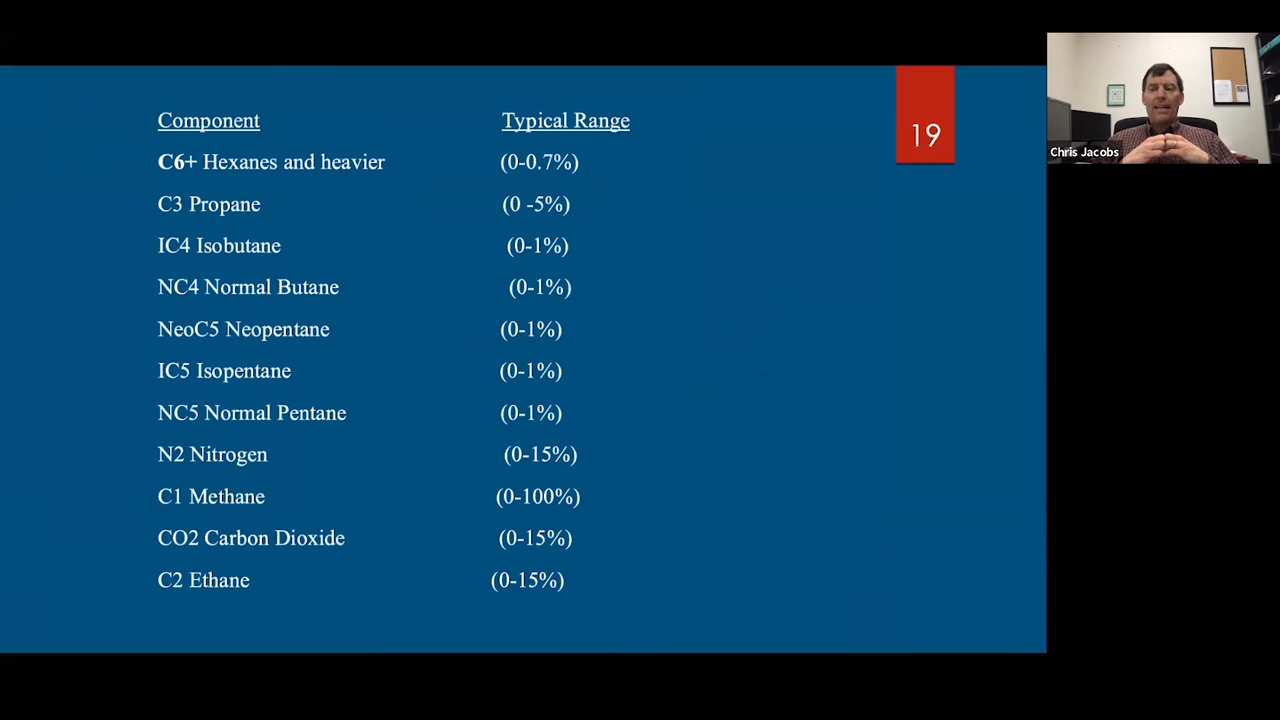 Component Typical Range
C6+ Hexanes and heavier (0-0.7%)
C3 Propane (0 -5%)
IC4 Isobutane (0-1%)
NC4 Normal Butane (0-1%)
NeoC5 Neopentane (0-1%)
IC5 Isopentane (0-1%)
NC5 Normal Pentane (0-1%)
N2 Nitrogen (0-15%)
C1 Methane (0-100%)
CO2 Carbon Dioxide (0-15%)
C2 Ethane (0-15%)
19
Chris Jacobs